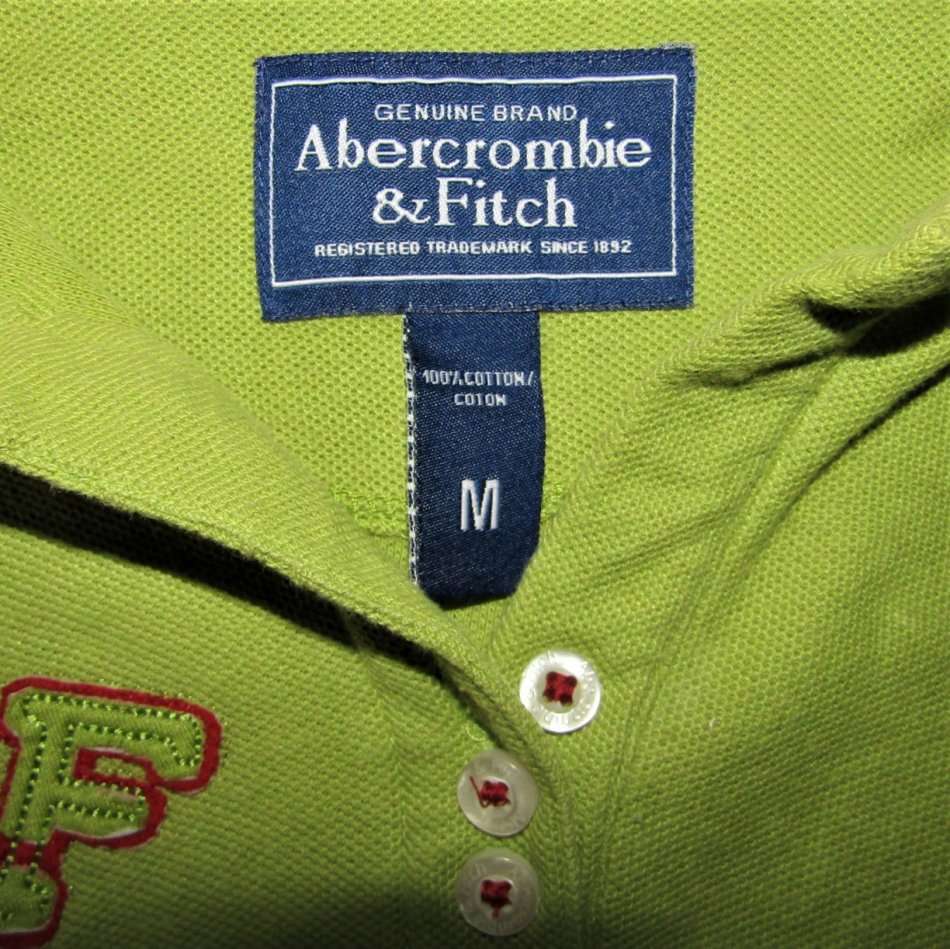 GENUINE BRAND
Abercrombie
& Fitch
REGISTERED TRADEMARK SINCE 1892
100% COTTON/
COTON
M
F